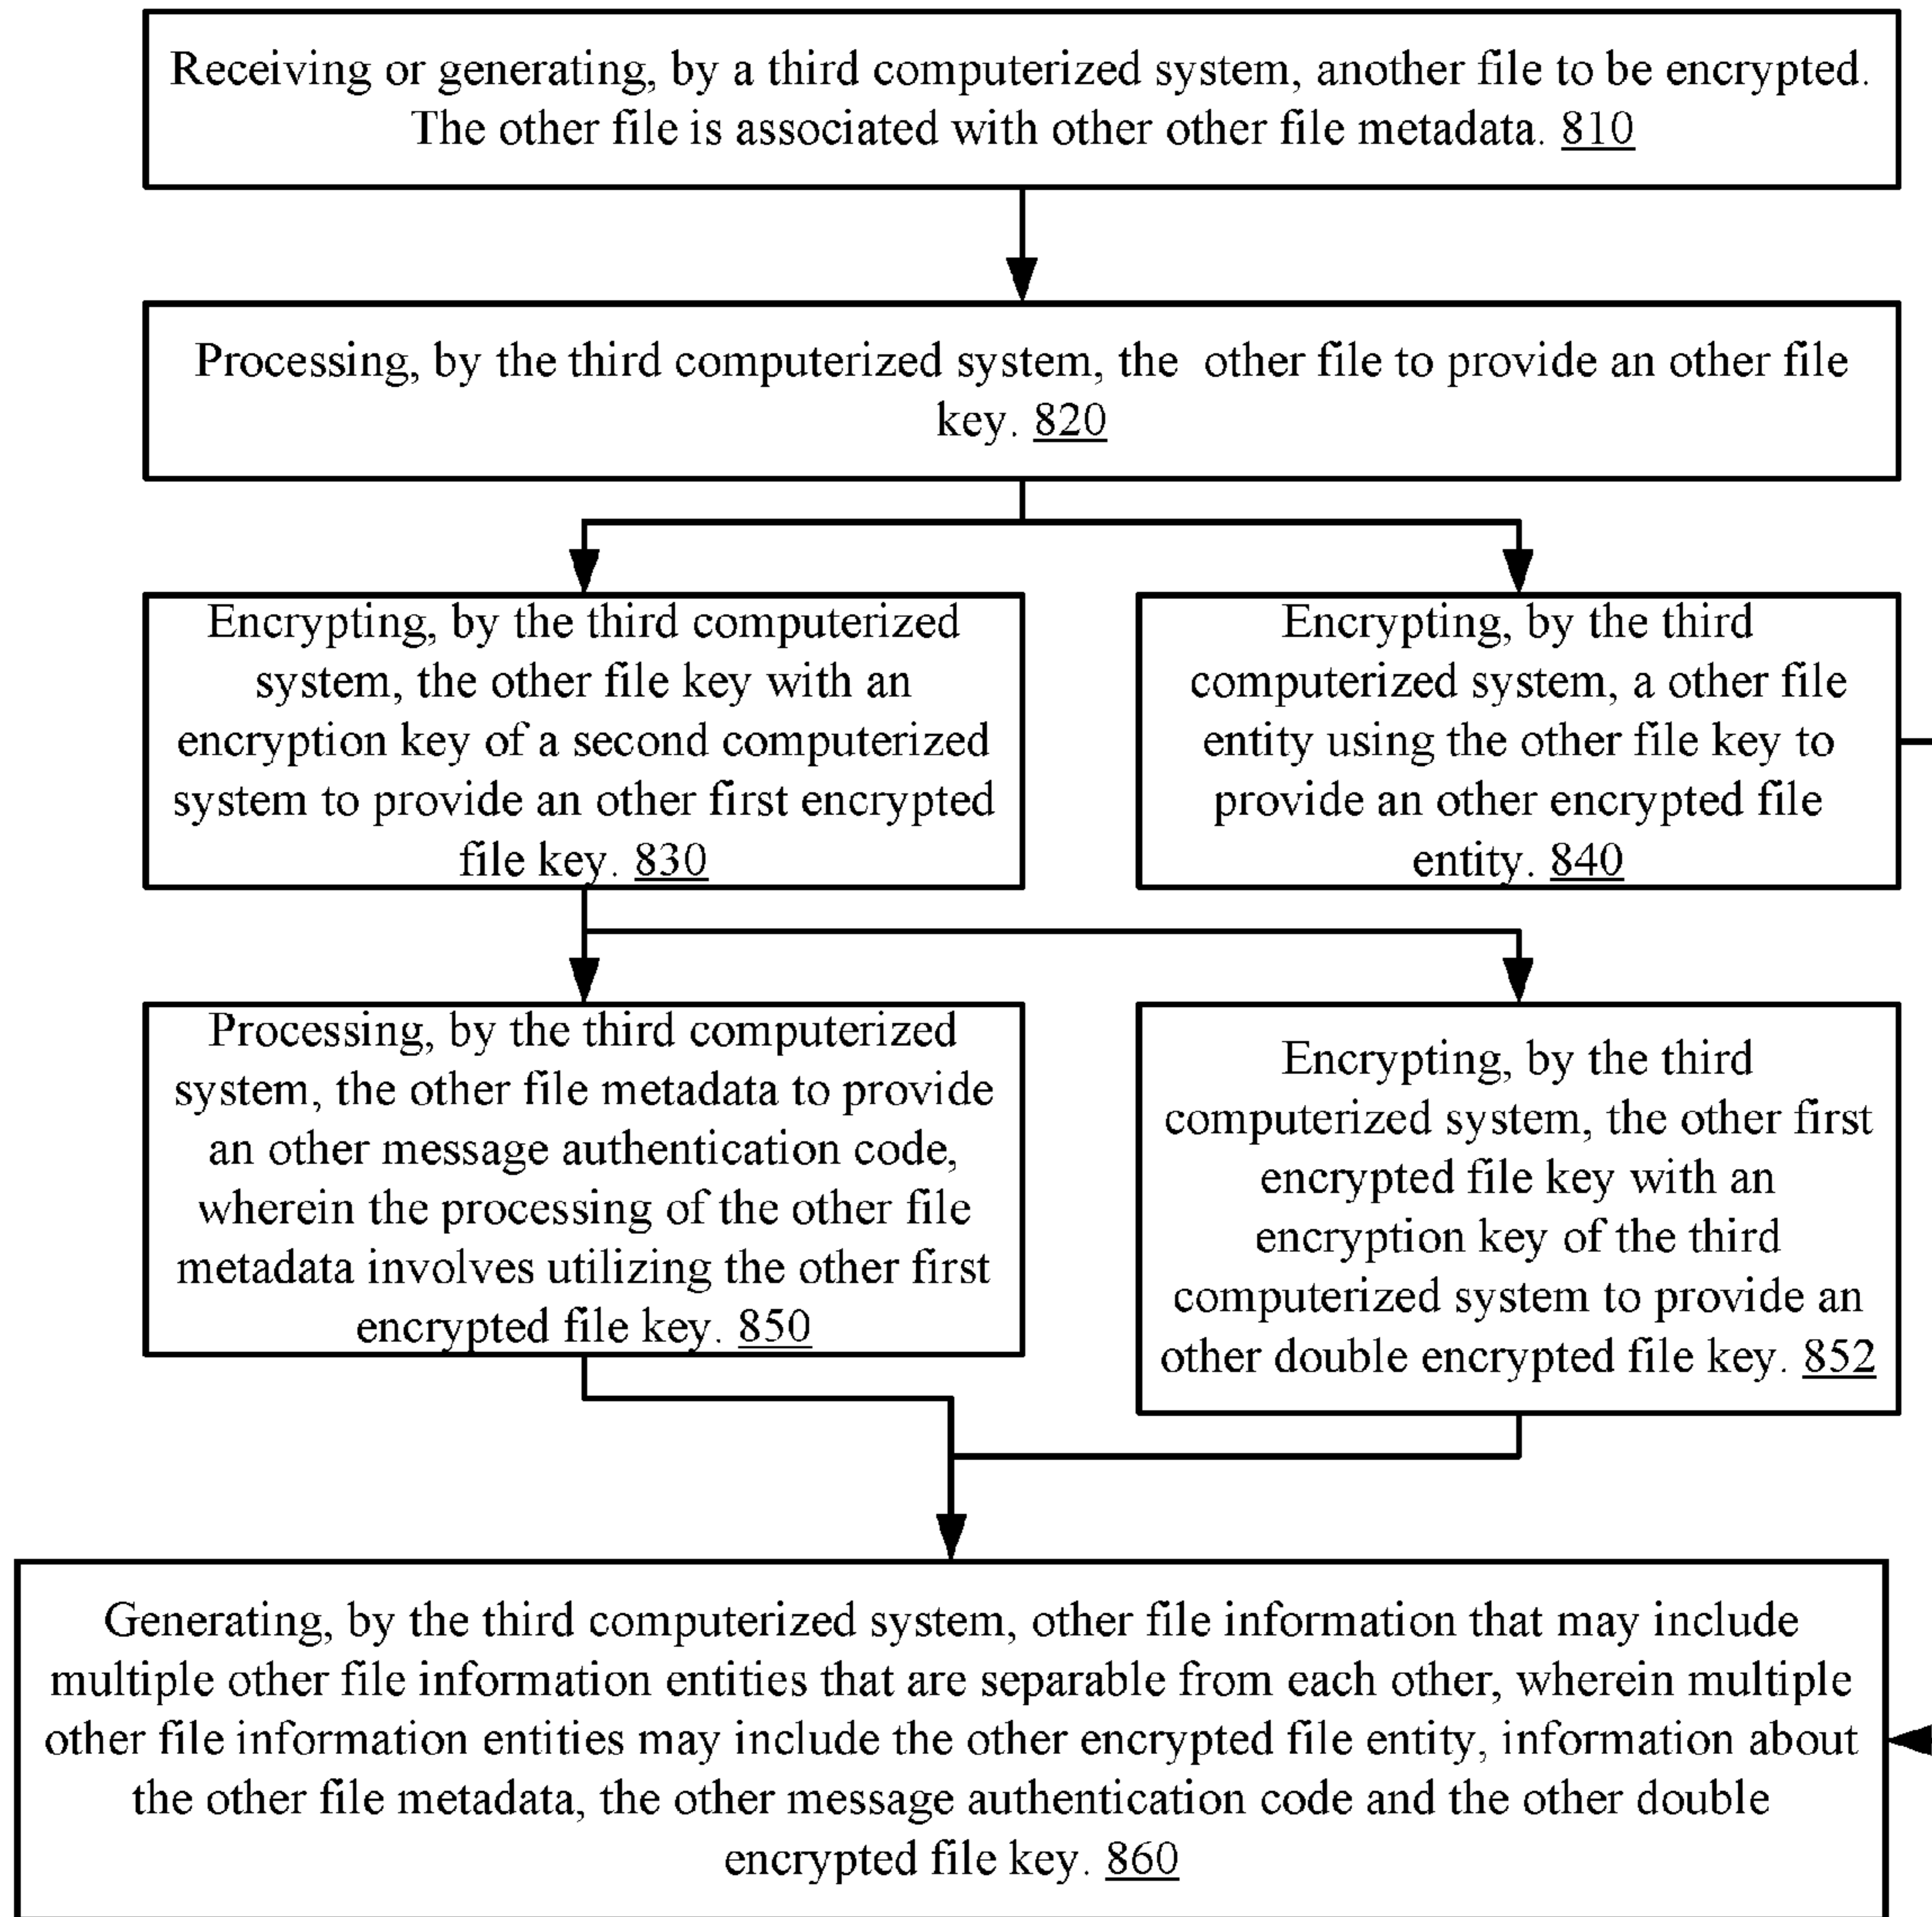 Receiving or generating, by a third computerized system, another file to be encrypted.
The other file is associated with other other file metadata. 810
Processing, by the third computerized system, the other file to provide an other file
key. 820
Encrypting, by the third computerized
system, the other file key with an
encryption key of a second computerized
system to provide an other first encrypted
file key. 830
Encrypting, by the third
computerized system, a other file
entity using the other file key to
provide an other encrypted file
entity. 840
Processing, by the third computerized
system, the other file metadata to provide
an other message authentication code,
wherein the processing of the other file
metadata involves utilizing the other first
encrypted file key. 850
Encrypting, by the third
computerized system, the other first
encrypted file key with an
encryption key of the third
computerized system to provide an
other double encrypted file key. 852
Generating, by the third computerized system, other file information that may include
multiple other file information entities that are separable from each other, wherein multiple
other file information entities may include the other encrypted file entity, information about
the other file metadata, the other message authentication code and the other double
encrypted file key. 860